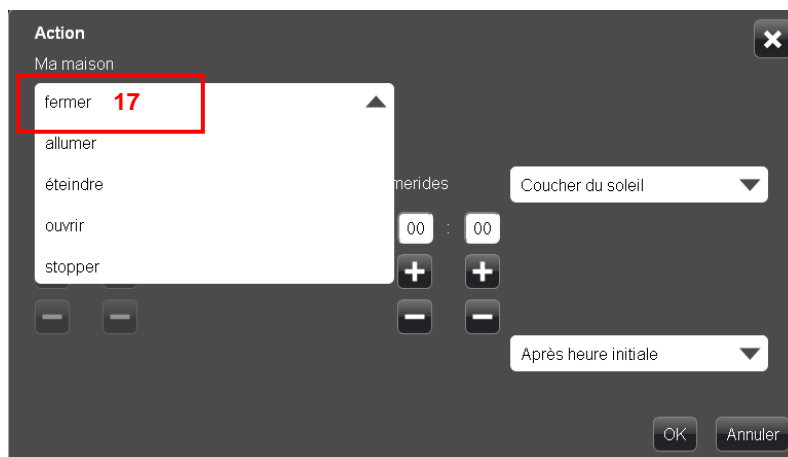 Action
Ma maison
fermer 17
allumer
éteindre
merides Coucher du soleil
ouvrir
00 : 00
stopper
Après heure initiale
OK Annuler